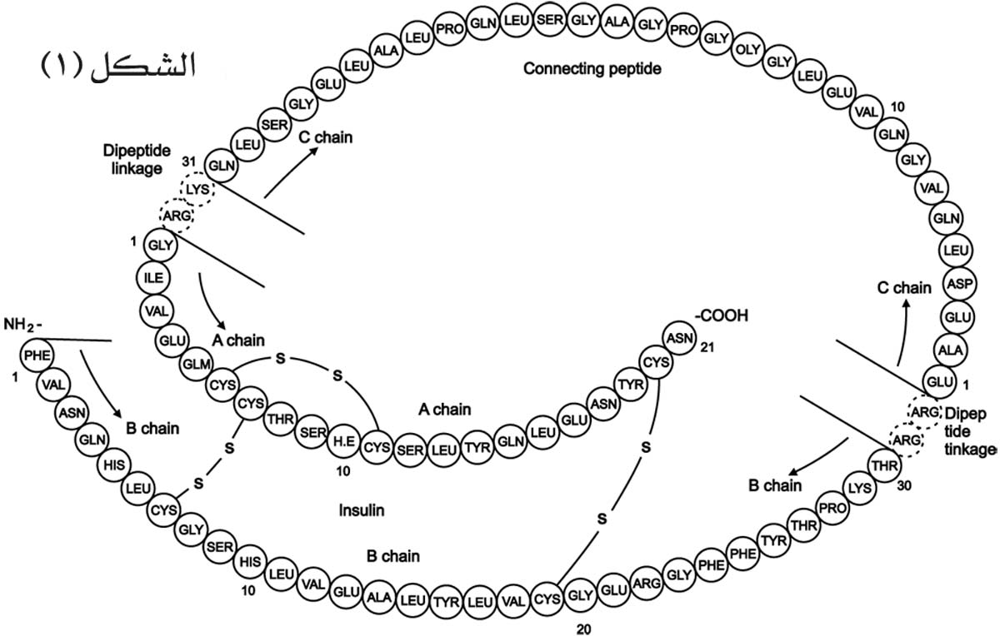 الشكل (١)
Connecting peptide
Dipeptide
linkage
31
C chain
10
ARG
LYS
GLN
LEU
SER
GLY
GLU
LEU
ALA
LEU
PRO
GLN
LEU
SER
GLY
ALA
GLY
PRO
GLY
OLY
GLY
LEU
GLU
VAL
GLN
GLY
VAL
GLN
LEU
ASP
GLU
ALA
GLU
1
C chain
ARG
ARG
Dipep
tide
tinkage
1
GLY
ILE
VAL
GLU
GLM
CYS
CYS
THR
SER
H.E
10
CYS
SER
LEU
TYR
GLN
LEU
GLU
ASN
TYR
CYS
ASN
21
-COOH
A chain
A chain
S
S
S
S
S
S
Insulin
NH2-
PHE
1
VAL
ASN
GLN
HIS
LEU
CYS
GLY
SER
HIS
10
LEU
VAL
GLU
ALA
LEU
TYR
LEU
VAL
CYS
GLY
20
GLU
ARG
GLY
PHE
PHE
TYR
THR
PRO
LYS
THR
30
B chain
B chain
B chain